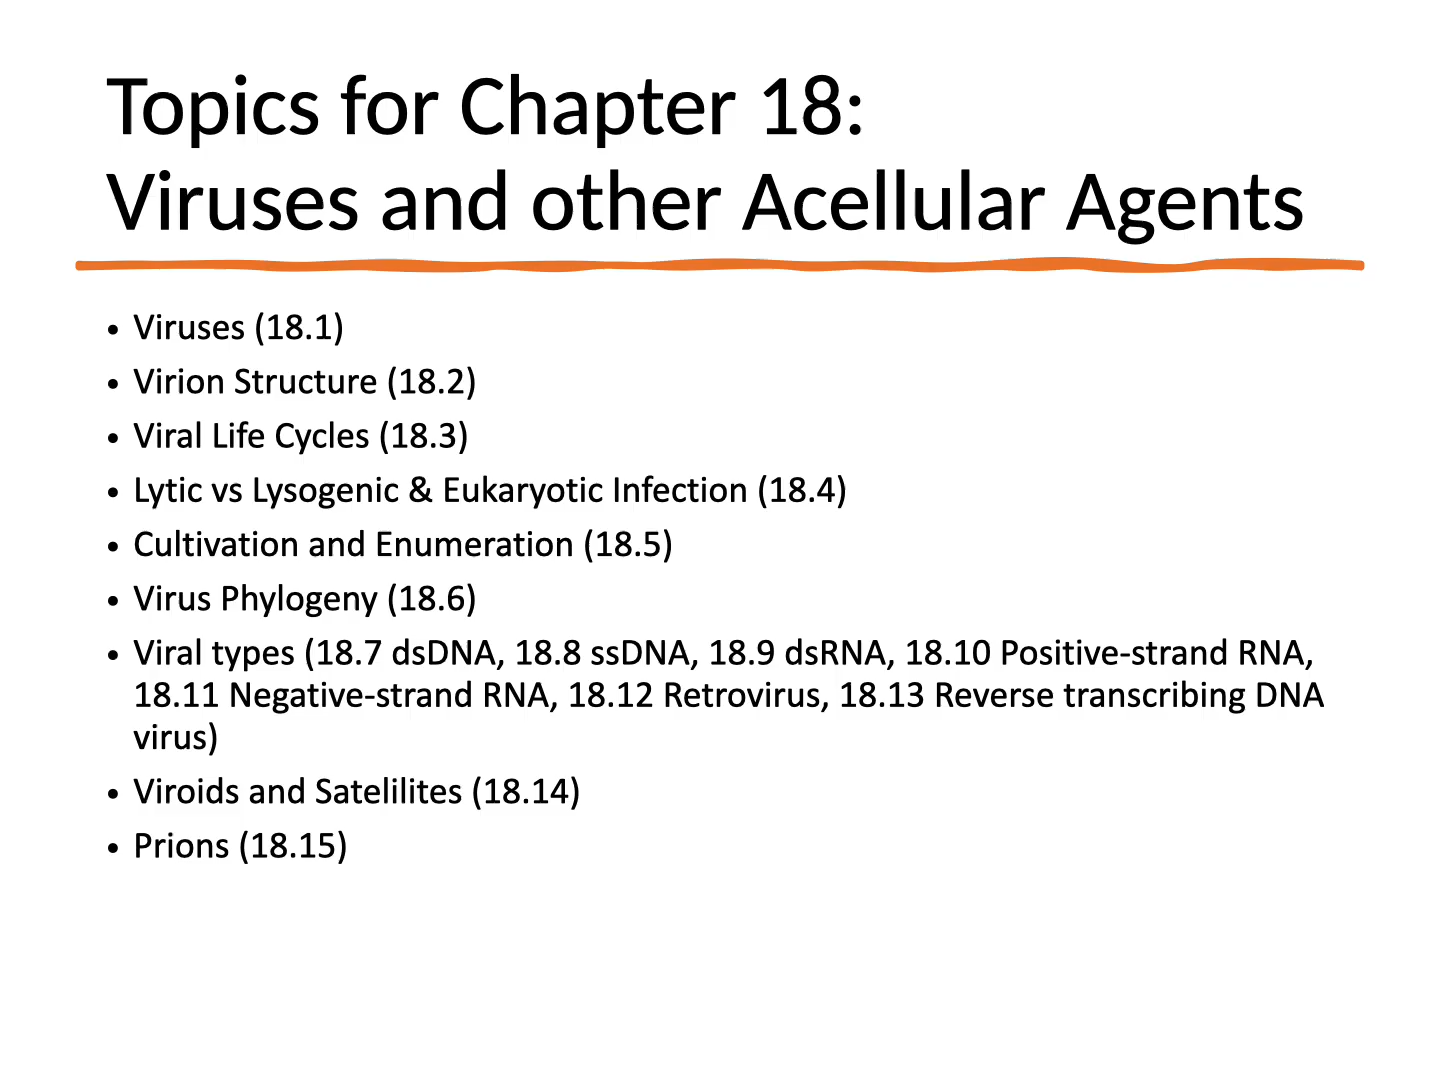 Topics for Chapter 18:
Viruses and other Acellular Agents
• Viruses (18.1)
• Virion Structure (18.2)
• Viral Life Cycles (18.3)
• Lytic vs Lysogenic & Eukaryotic Infection (18.4)
• Cultivation and Enumeration (18.5)
• Virus Phylogeny (18.6)
• Viral types (18.7 dsDNA, 18.8 ssDNA, 18.9 dsRNA, 18.10 Positive-strand RNA,
18.11 Negative-strand RNA, 18.12 Retrovirus, 18.13 Reverse transcribing DNA
virus)
• Viroids and Satelilites (18.14)
• Prions (18.15)